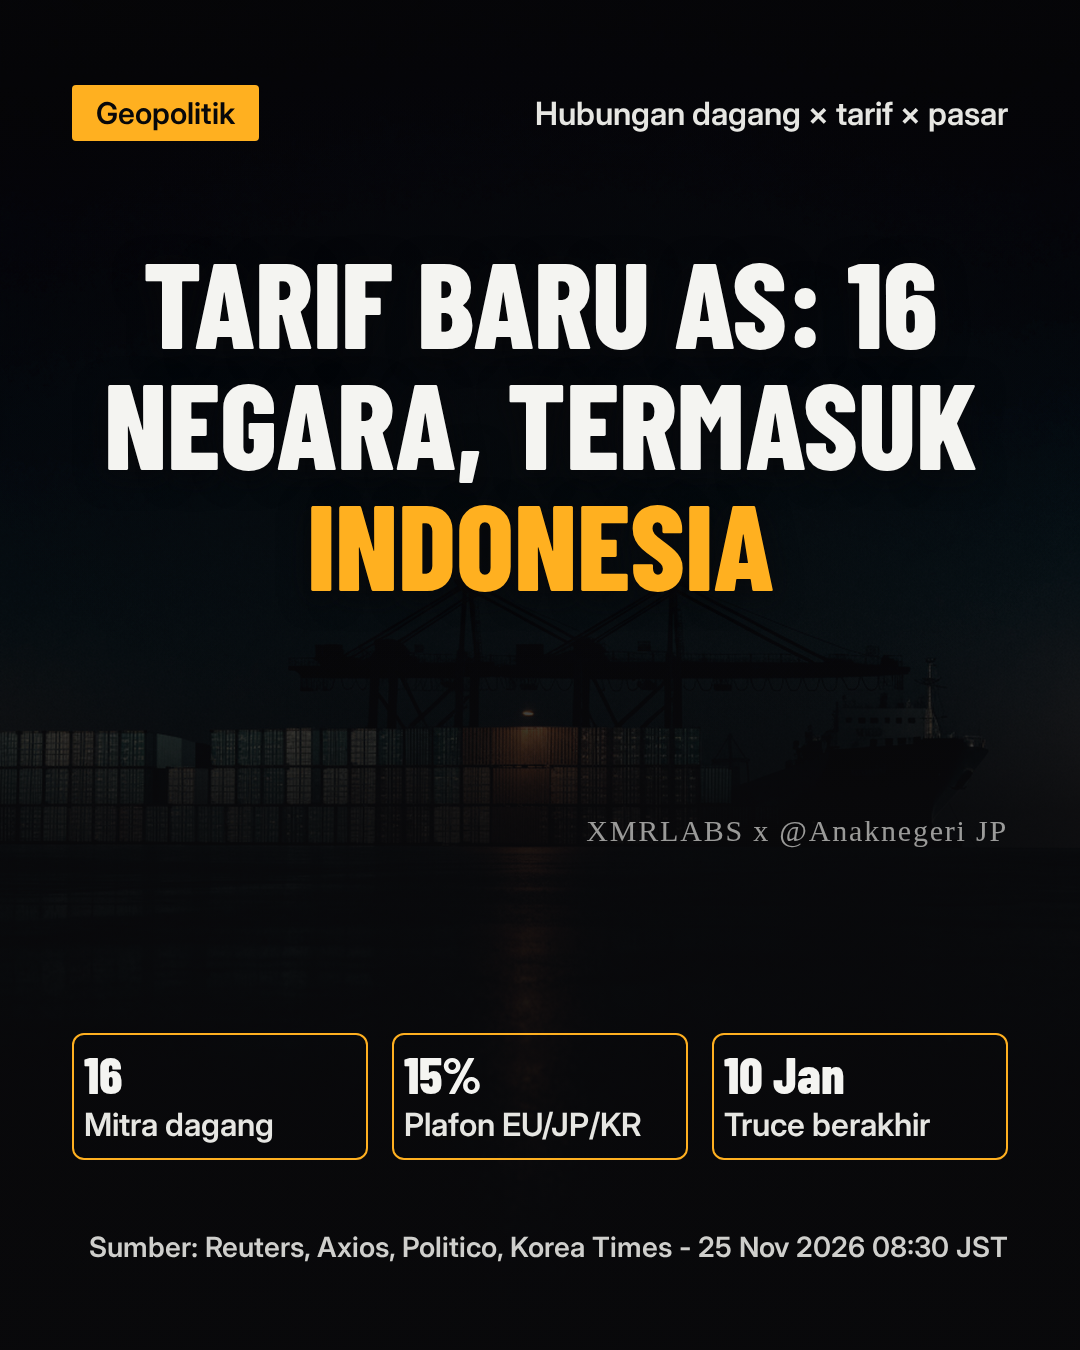 Geopolitik
Hubungan dagang × tarif × pasar
TARIF BARU AS: 16
NEGARA, TERMASUK
INDONESIA
XMRLABS x @Anaknegeri JP
16
Mitra dagang
15%
Plafon EU/JP/KR
10 Jan
Truce berakhir
Sumber: Reuters, Axios, Politico, Korea Times - 25 Nov 2026 08:30 JST